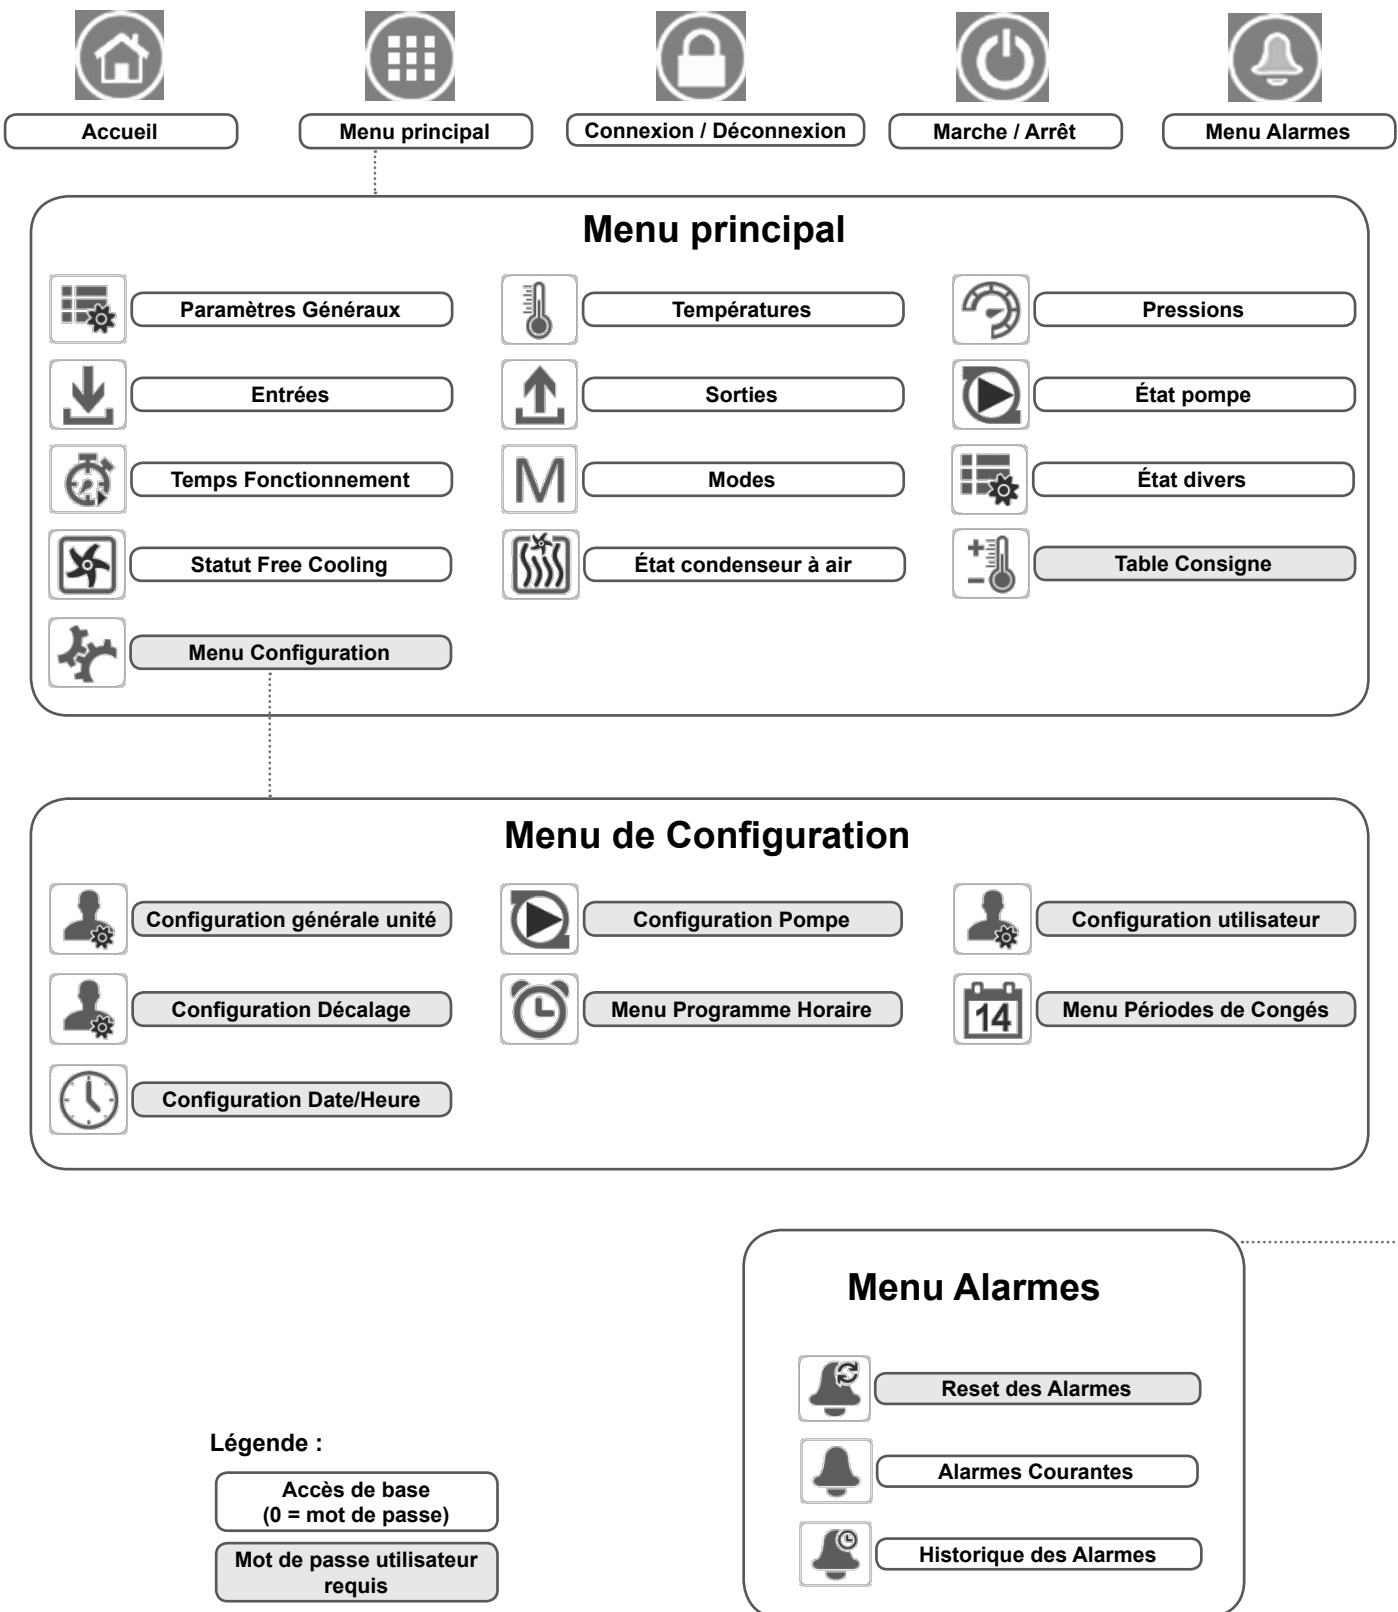 Accueil
Menu principal
Connexion / Déconnexion
Marche / Arrêt
Menu Alarmes
Menu principal
Paramètres Généraux
Températures
Pressions
Entrées
Sorties
État pompe
Temps Fonctionnement
M
Modes
État divers
Statut Free Cooling
État condenseur à air
Table Consigne
Menu Configuration
Menu de Configuration
Configuration générale unité
Configuration Pompe
Configuration utilisateur
Configuration Décalage
Menu Programme Horaire
14
Menu Périodes de Congés
Configuration Date/Heure
Menu Alarmes
Reset des Alarmes
Alarmes Courantes
Historique des Alarmes
Légende :
Accès de base
(0 = mot de passe)
Mot de passe utilisateur
requis